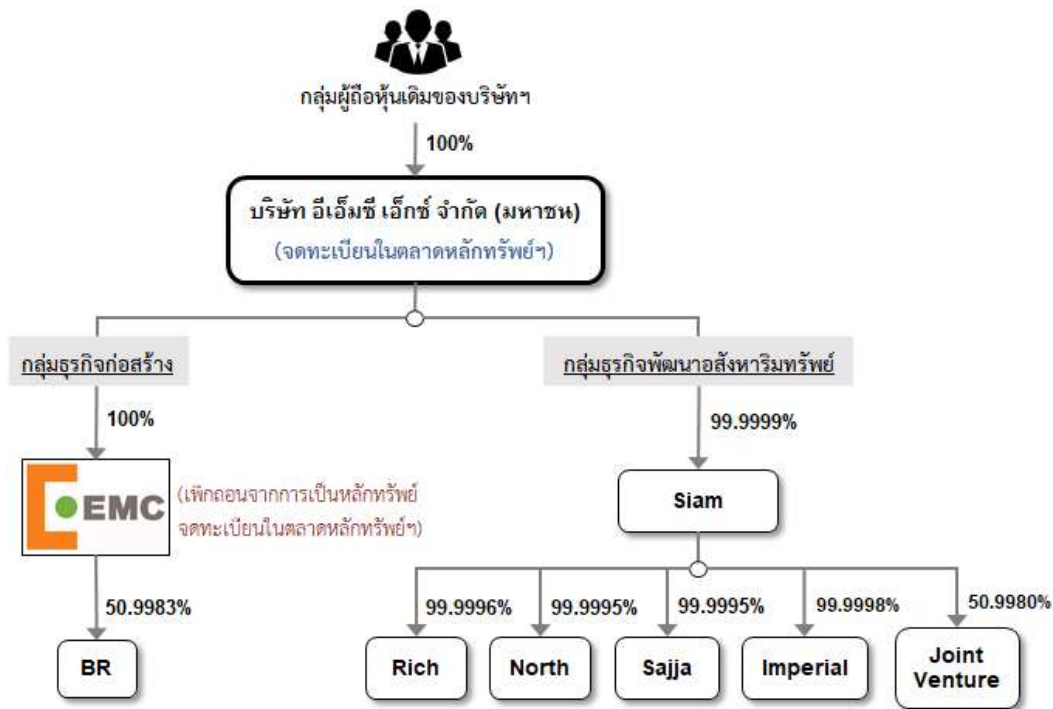 กลุ่มผู้ถือหุ้นเดิมของบริษัทฯ
100%
บริษัท อีเอ็มซี เอ็กซ์ จำกัด (มหาชน)
(จดทะเบียนในตลาดหลักทรัพย์ฯ)
กลุ่มธุรกิจก่อสร้าง
กลุ่มธุรกิจพัฒนาอสังหาริมทรัพย์
100%
99.9999%
EMC
(เพิกถอนจากการเป็นหลักทรัพย์
จดทะเบียนในตลาดหลักทรัพย์ฯ)
Siam
50.9983%
99.9996%
99.9995%
99.9995%
99.9998%
50.9980%
BR
Rich
North
Sajja
Imperial
Joint
Venture